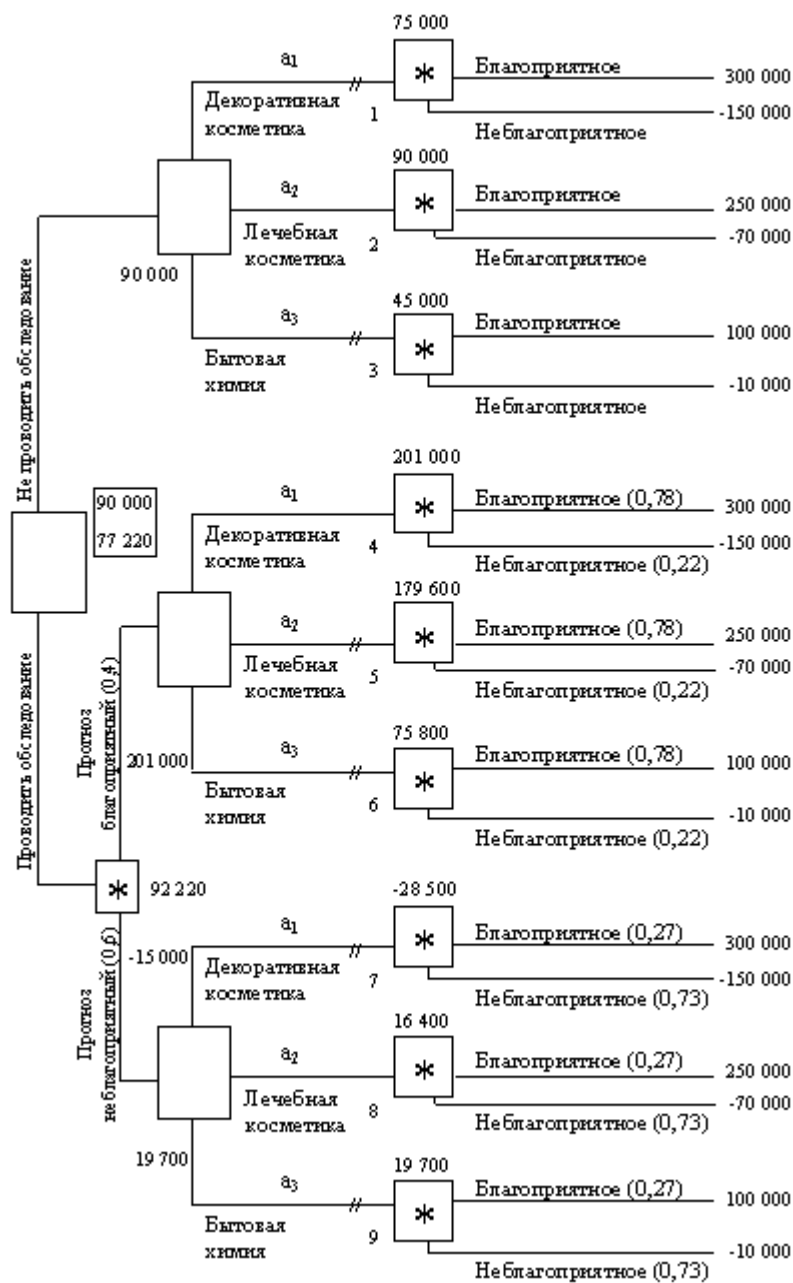 75 000
a1
Благоприятное
300 000
Декоративная
косметика
1
-150 000
Неблагоприятное
90 000
a2
Благоприятное
250 000
Лечебная
косметика
2
-70 000
Неблагоприятное
90 000
45 000
a3
Благоприятное
100 000
Бытовая
химия
3
-10 000
Неблагоприятное
Не проводить обследование
90 000
77 220
Проводить обследование
201 000
a1
Благоприятное (0,78)
300 000
Декоративная
косметика
4
-150 000
Неблагоприятное (0,22)
179 600
a2
Благоприятное (0,78)
250 000
Лечебная
косметика
5
-70 000
Неблагоприятное (0,22)
Прогноз
благоприятный (0,4)
201 000
75 800
a3
Благоприятное (0,78)
100 000
Бытовая
химия
6
-10 000
Неблагоприятное (0,22)
92 220
-15 000
Прогноз
неблагоприятный (0,6)
-28 500
a1
Благоприятное (0,27)
300 000
Декоративная
косметика
7
-150 000
Неблагоприятное (0,73)
16 400
a2
Благоприятное (0,27)
250 000
Лечебная
косметика
8
-70 000
Неблагоприятное (0,73)
19 700
19 700
a3
Благоприятное (0,27)
100 000
Бытовая
химия
9
-10 000
Неблагоприятное (0,73)